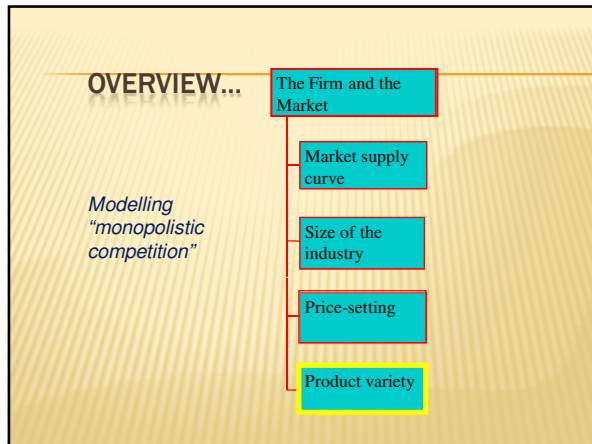 OVERVIEW...
The Firm and the
Market
Market supply
curve
Modelling
“monopolistic
competition”
Size of the
industry
Price-setting
Product variety